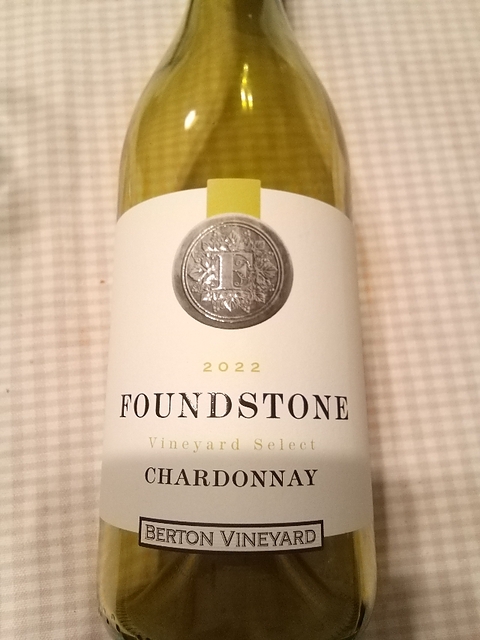 F
2022
FOUNDSTONE
Vineyard Select
CHARDONNAY
BERTON VINEYARD